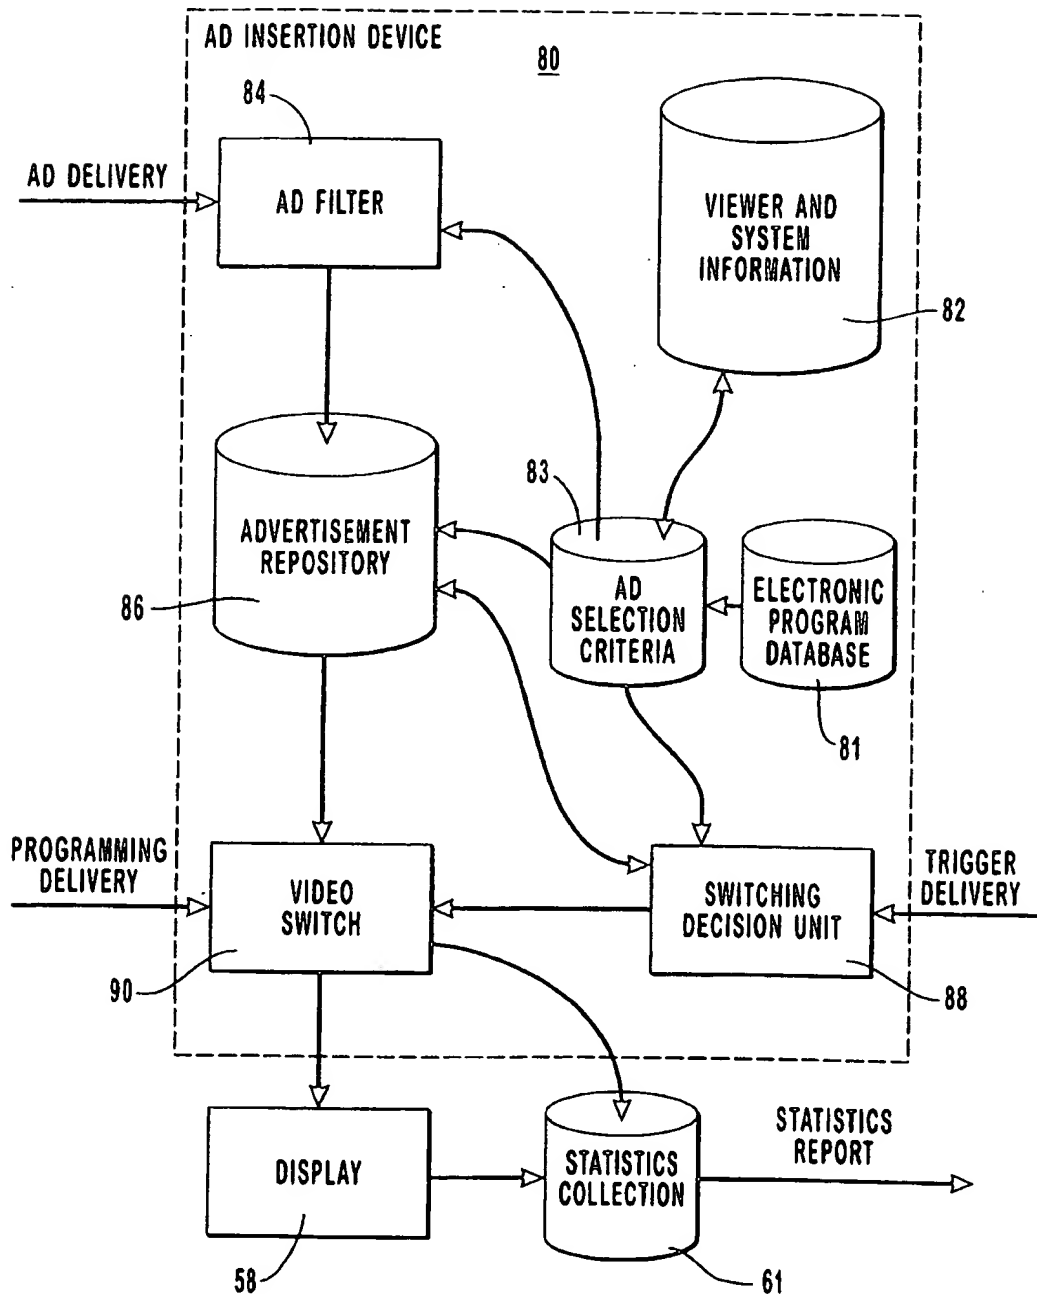 AD INSERTION DEVICE
80
84
AD DELIVERY
AD FILTER
VIEWER AND
SYSTEM
INFORMATION
82
83
ADVERTISEMENT
REPOSITORY
86
AD
SELECTION
CRITERIA
ELECTRONIC
PROGRAM
DATABASE
81
PROGRAMMING
DELIVERY
VIDEO
SWITCH
90
SWITCHING
DECISION UNIT
88
TRIGGER
DELIVERY
DISPLAY
58
STATISTICS
COLLECTION
61
STATISTICS
REPORT